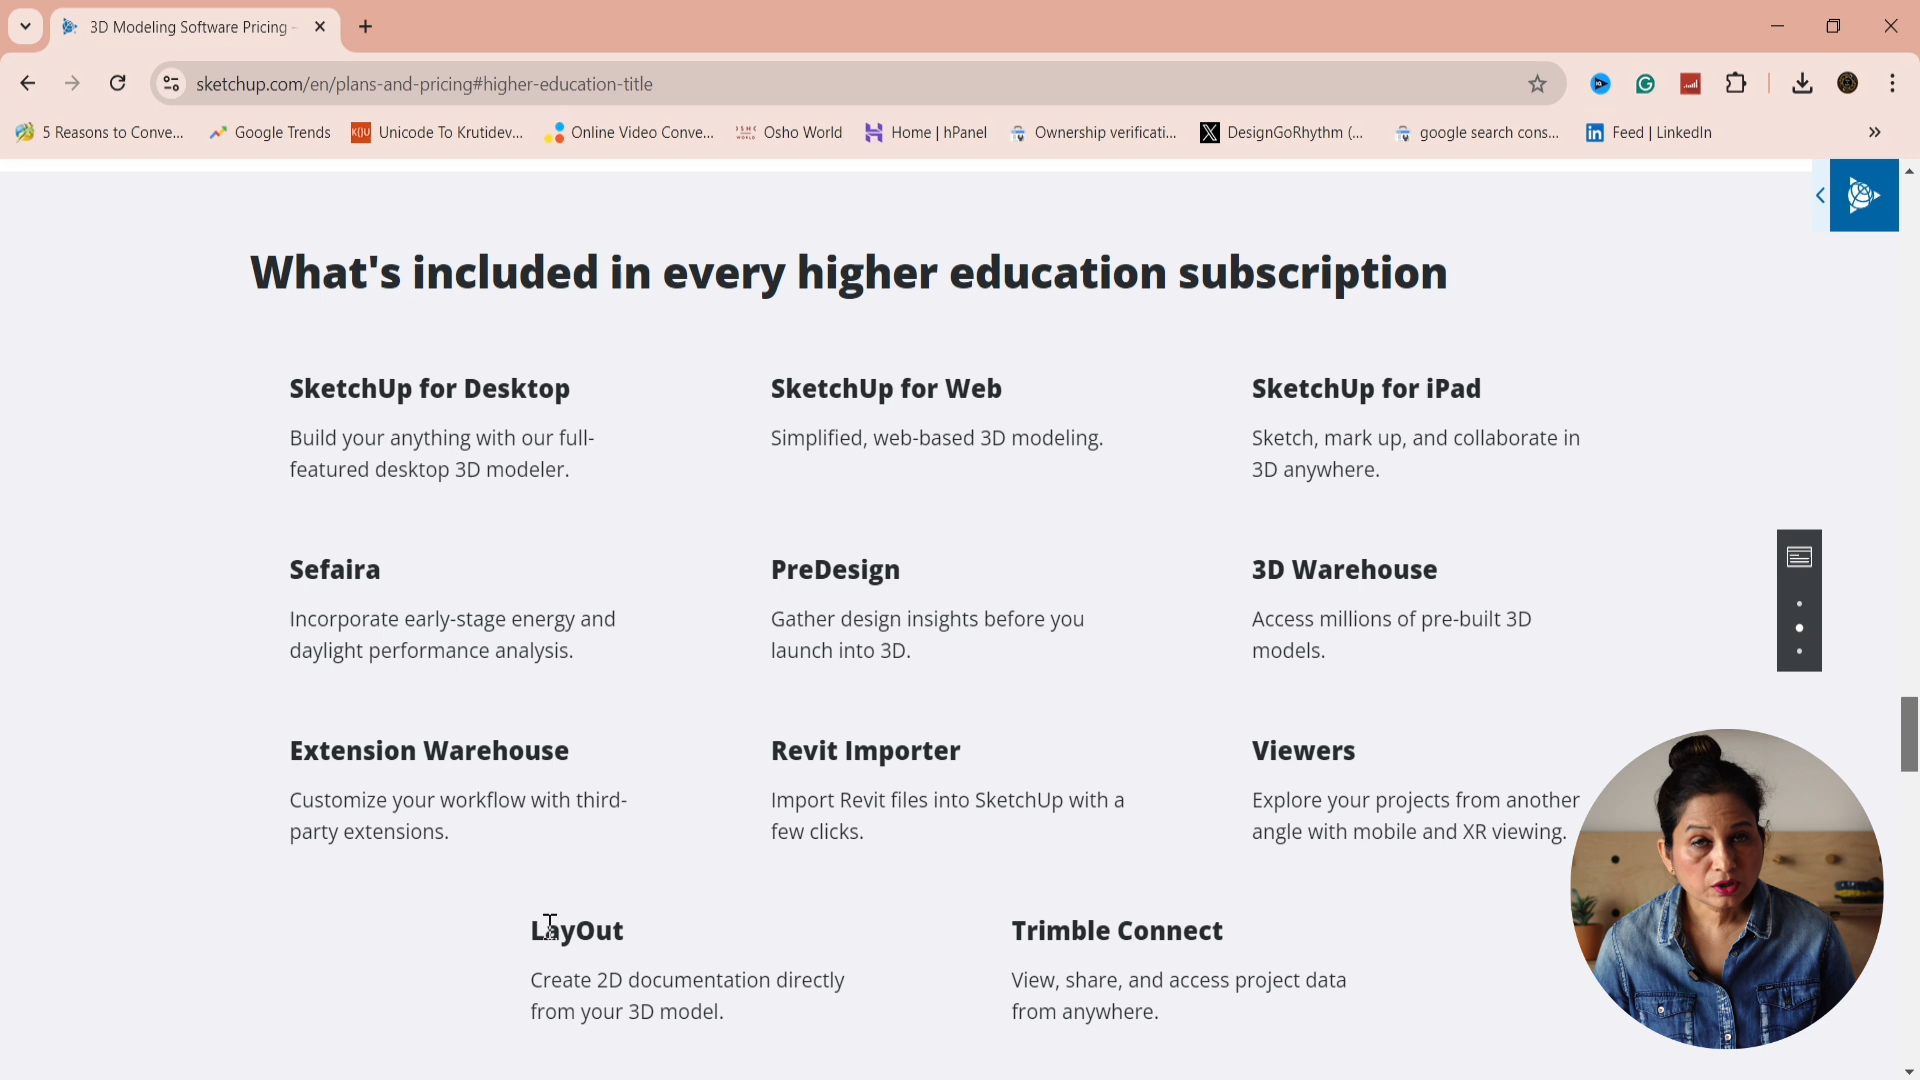 3D Modeling Software Pricing -
sketchup.com/en/plans-and-pricing#higher-education-title
5 Reasons to Conve...
Google Trends
Unicode To Krutidev...
Online Video Conve...
Osho World
Home | hPanel
Ownership verificati...
DesignGoRhythm (...
google search cons...
Feed | LinkedIn
What's included in every higher education subscription
SketchUp for Desktop
Build your anything with our full-
featured desktop 3D modeler.
SketchUp for Web
Simplified, web-based 3D modeling.
SketchUp for iPad
Sketch, mark up, and collaborate in
3D anywhere.
Sefaira
Incorporate early-stage energy and
daylight performance analysis.
PreDesign
Gather design insights before you
launch into 3D.
3D Warehouse
Access millions of pre-built 3D
models.
Extension Warehouse
Customize your workflow with third-
party extensions.
Revit Importer
Import Revit files into SketchUp with a
few clicks.
Viewers
Explore your projects from another
angle with mobile and XR viewing.
LayOut
Create 2D documentation directly
from your 3D model.
Trimble Connect
View, share, and access project data
from anywhere.